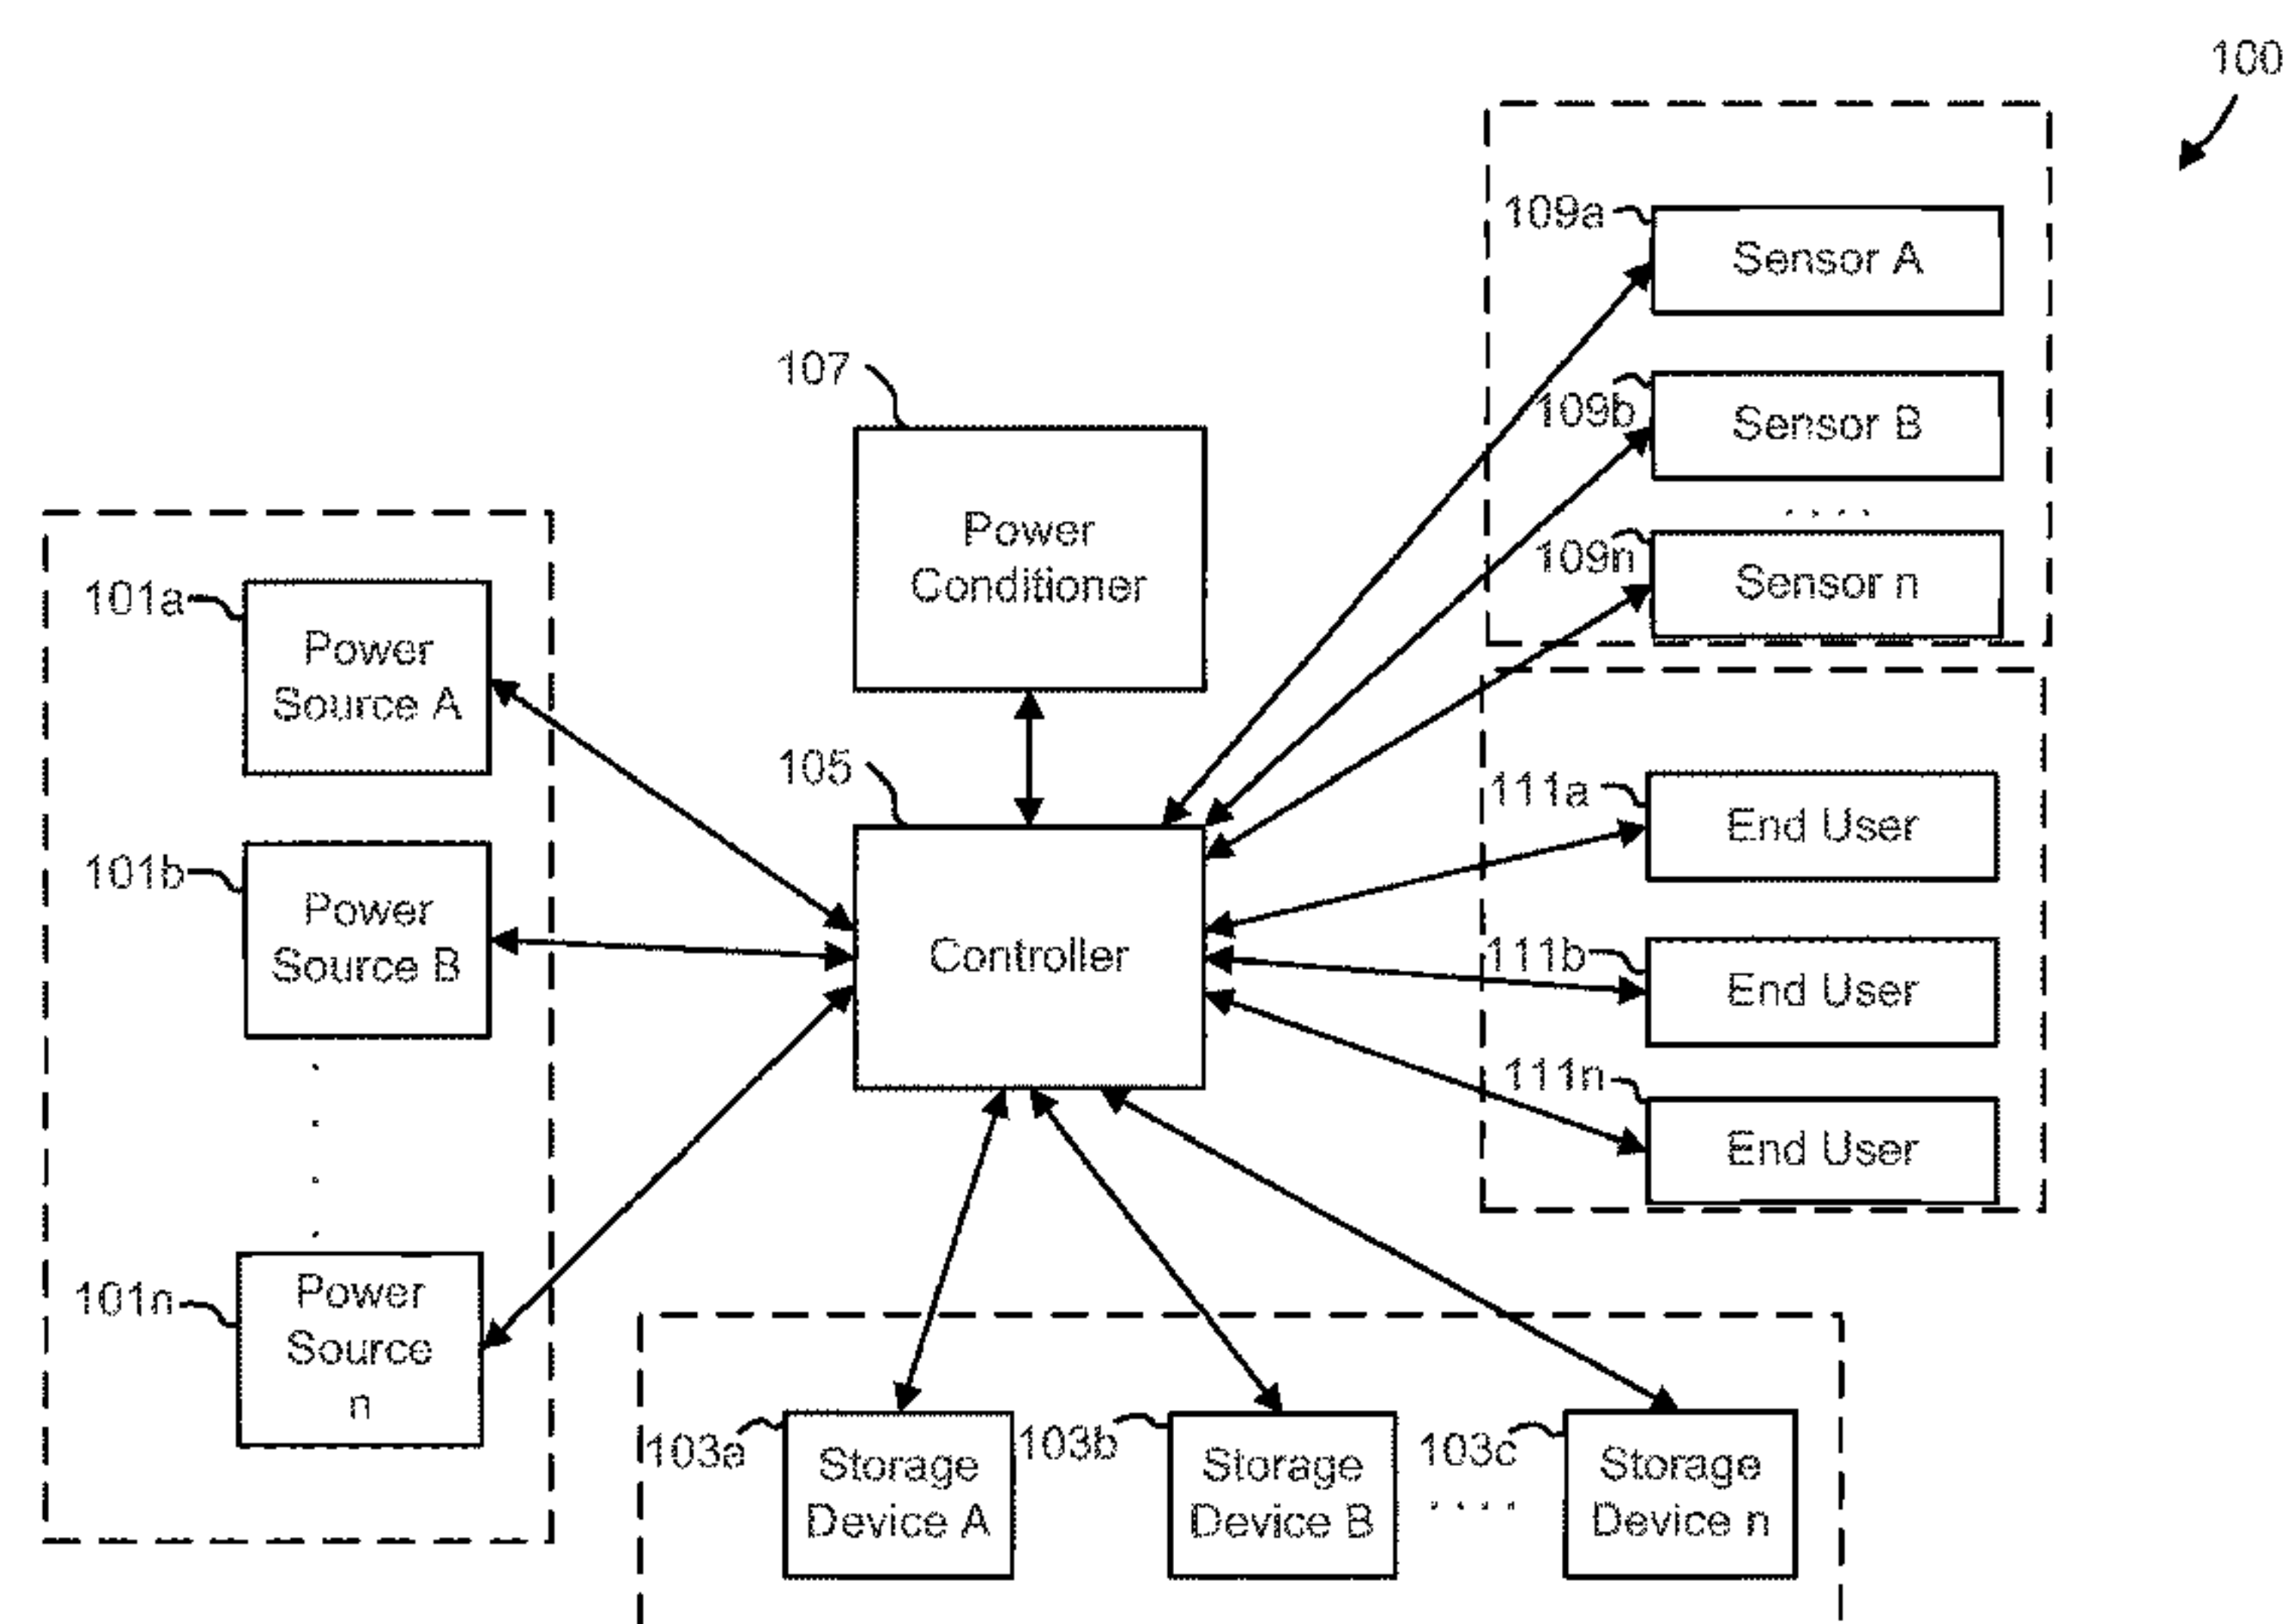 100
109a
Sensor A
109b
Sensor B
. . . .
109n
Sensor n
107
Power
Conditioner
101a
Power
Source A
105
Controller
101b
Power
Source B
111a
End User
111b
End User
111n
End User
101n
Power
Source
n
103a
Storage
Device A
103b
Storage
Device B
. . . .
103c
Storage
Device n